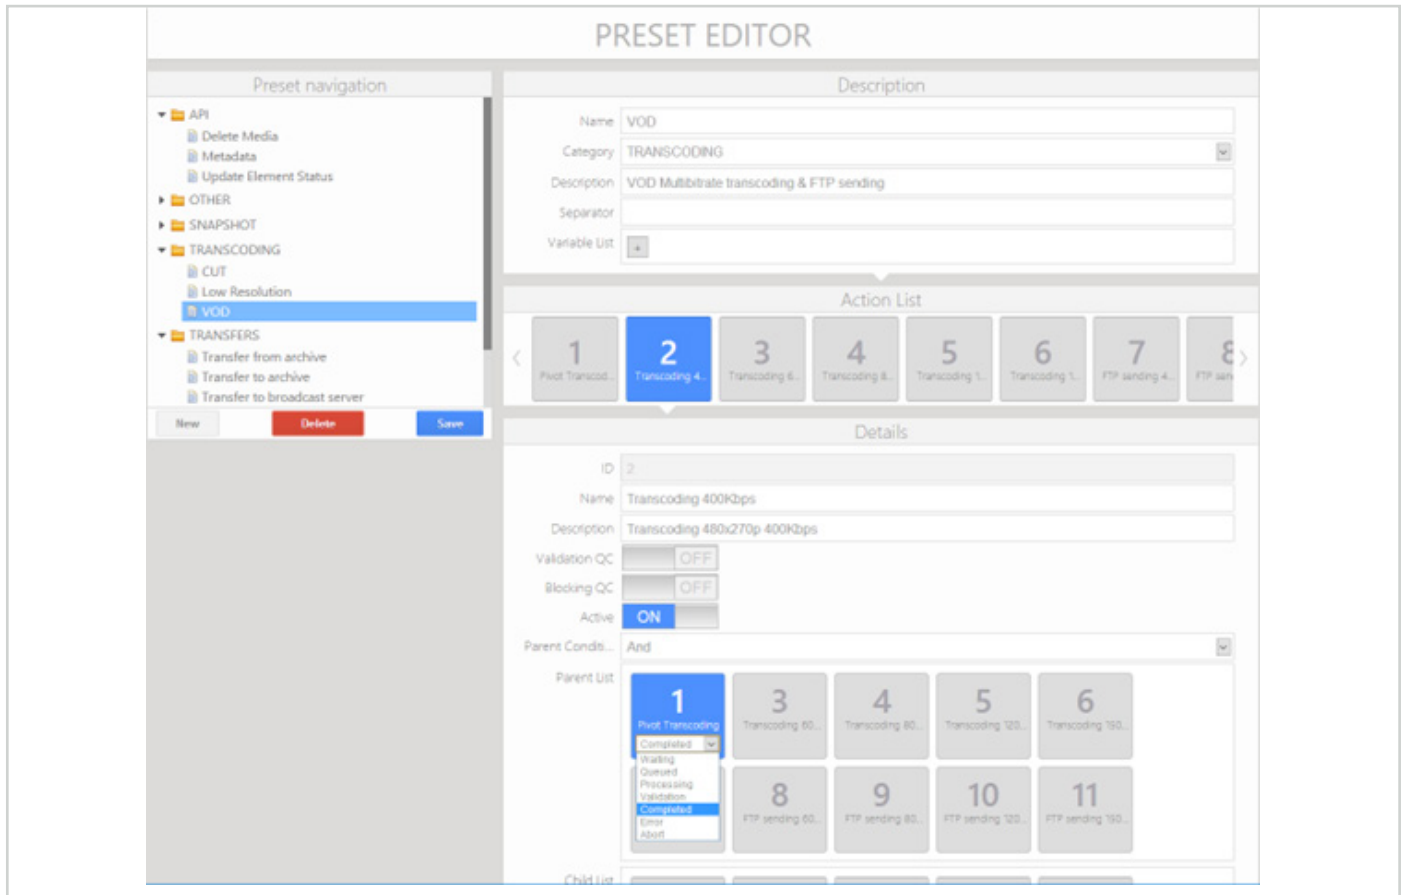 PRESET EDITOR
Preset navigation
API
Delete Media
Metadata
Update Element Status
OTHER
SNAPSHOT
TRANSCODING
CUT
Low Resolution
VOD
TRANSFERS
Transfer from archive
Transfer to archive
Transfer to broadcast server
New Delete Save
Description
Name VOD
Category TRANSCODING
Description VOD Multibitrate transcoding & FTP sending
Separator
Variable List +
Action List
1 2 3 4 5 6 7 8
Pivot Transcod... Transcoding 4... Transcoding 6... Transcoding 8... Transcoding 1... Transcoding 1... FTP sending 4... FTP sen
Details
ID 2
Name Transcoding 400Kbps
Description Transcoding 480x270p 400Kbps
Validation QC OFF
Blocking QC OFF
Active ON
Parent Conditi... And
Parent List
1 3 4 5 6
Pivot Transcoding Transcoding 60... Transcoding 80... Transcoding 120... Transcoding 190...
Completed
Waiting
Queued
Processing
Validation
Completed
Error
Abort
8 9 10 11
FTP sending 60... FTP sending 80... FTP sending 120... FTP sending 190...
Child List